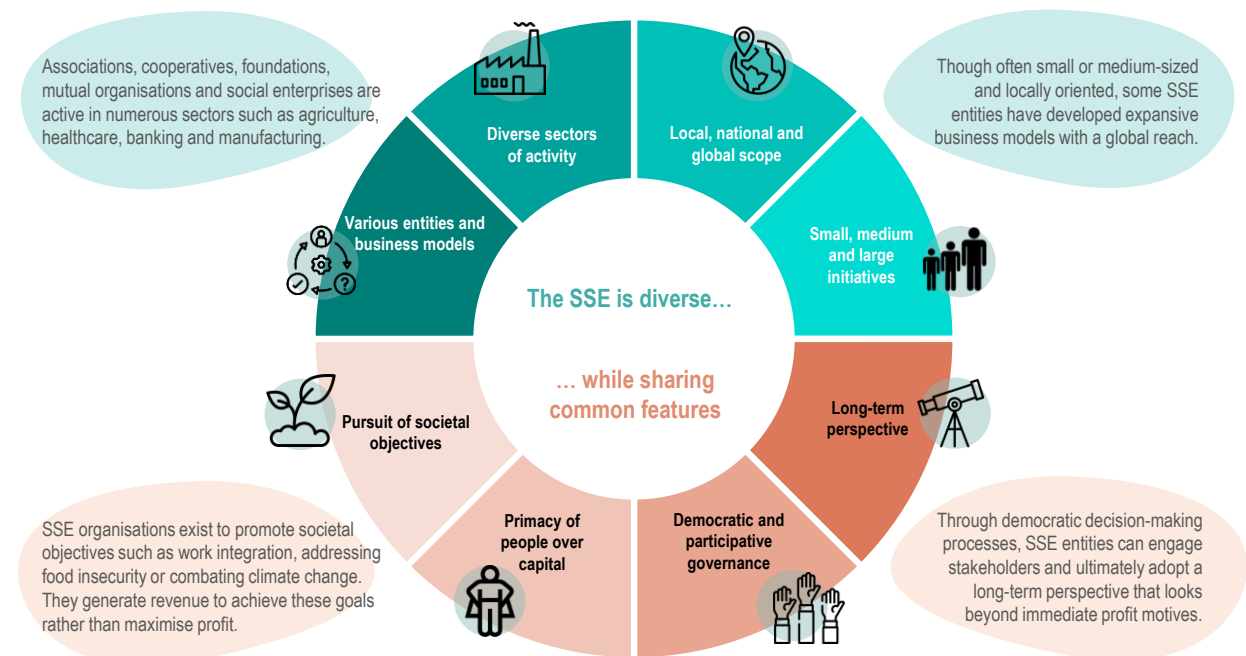 Associations, cooperatives, foundations,
mutual organisations and social enterprises are
active in numerous sectors such as agriculture,
healthcare, banking and manufacturing.
Diverse sectors
of activity
Local, national and
global scope
Though often small or medium-sized
and locally oriented, some SSE
entities have developed expansive
business models with a global reach.
Various entities and
business models
Small, medium
and large
initiatives
The SSE is diverse…
… while sharing
common features
Pursuit of societal
objectives
Long-term
perspective
Primacy of
people over
capital
Democratic and
participative
governance
SSE organisations exist to promote societal
objectives such as work integration, addressing
food insecurity or combating climate change.
They generate revenue to achieve these goals
rather than maximise profit.
Through democratic decision-making
processes, SSE entities can engage
stakeholders and ultimately adopt a
long-term perspective that looks
beyond immediate profit motives.